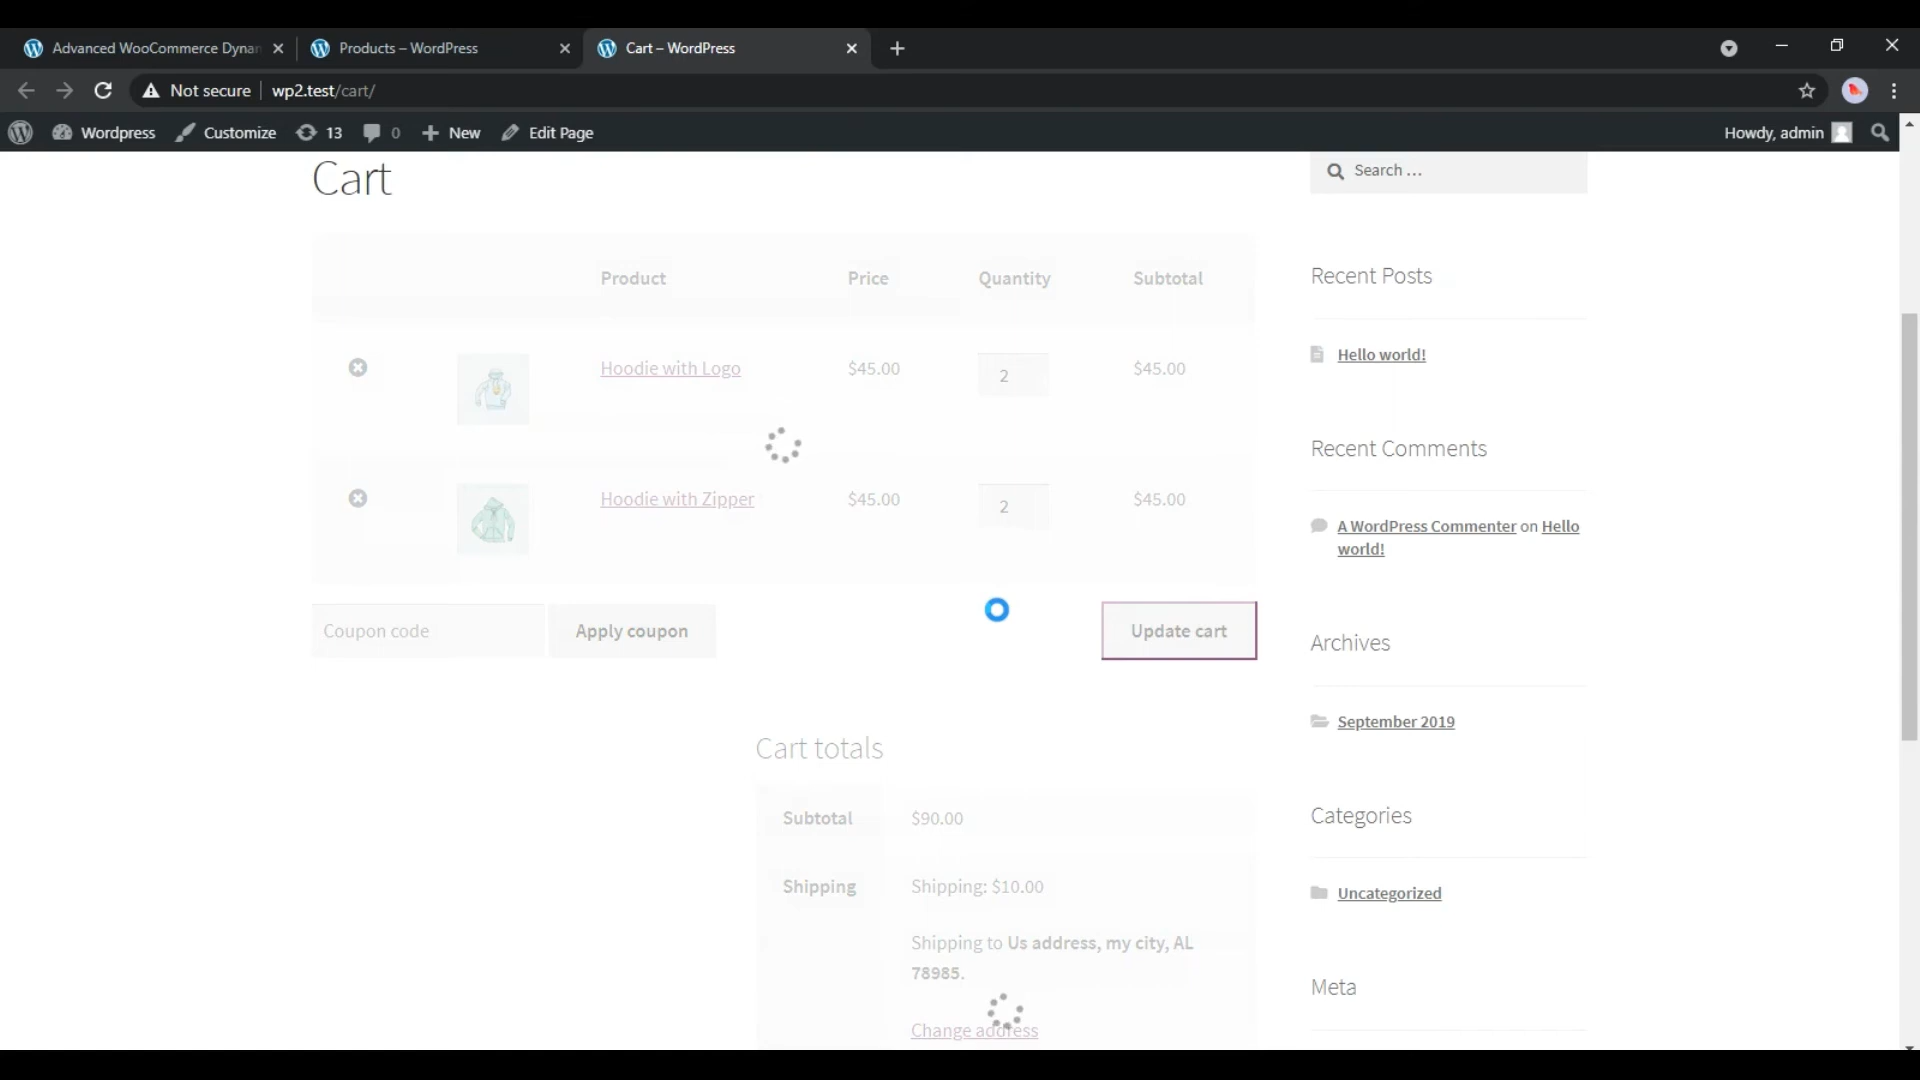 Advanced WooCommerce Dynan
Products – WordPress
Cart – WordPress
Not secure
wp2.test/cart/
Wordpress
Customize
13
0
New
Edit Page
Howdy, admin
Cart
Search …
Product Price Quantity Subtotal
Hoodie with Logo $45.00 2 $45.00
Hoodie with Zipper $45.00 2 $45.00
Coupon code
Apply coupon
Update cart
Cart totals
Subtotal $90.00
Shipping Shipping: $10.00
Shipping to Us address, my city, AL
78985.
Change address
Recent Posts
Hello world!
Recent Comments
A WordPress Commenter on Hello
world!
Archives
September 2019
Categories
Uncategorized
Meta